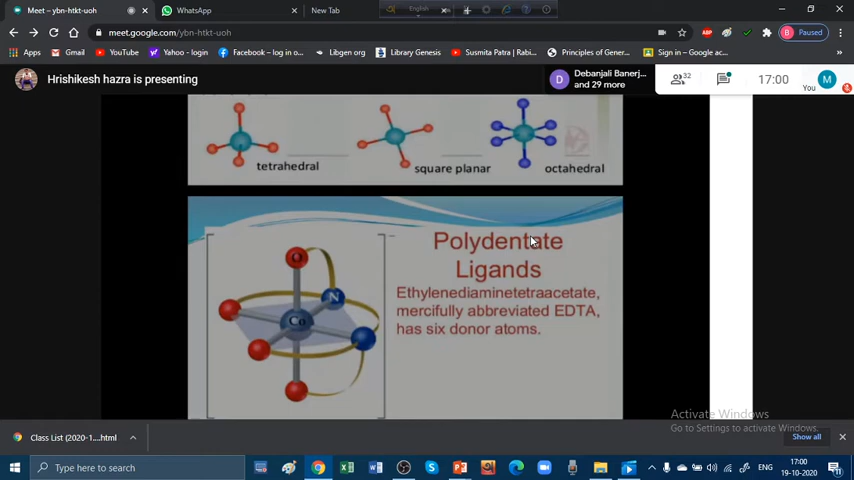 Meet – ybn-htkt-uoh
WhatsApp
New Tab
English
meet.google.com/ybn-htkt-uoh
B Paused
Apps
Gmail
YouTube
Yahoo - login
Facebook – log in o...
Libgen org
Library Genesis
Susmita Patra | Rabi...
Principles of Gener...
Sign in – Google ac...
Hrishikesh hazra is presenting
D Debanjali Banerj...
and 29 more
32
17:00
You
M
tetrahedral
square planar
octahedral
Polydentate
Ligands
Ethylenediaminetetraacetate,
mercifully abbreviated EDTA,
has six donor atoms.
O
N
Co
Activate Windows
Go to Settings to activate Windows.
Class List (2020-1....html
Show all
Type here to search
ENG
17:00
19-10-2020